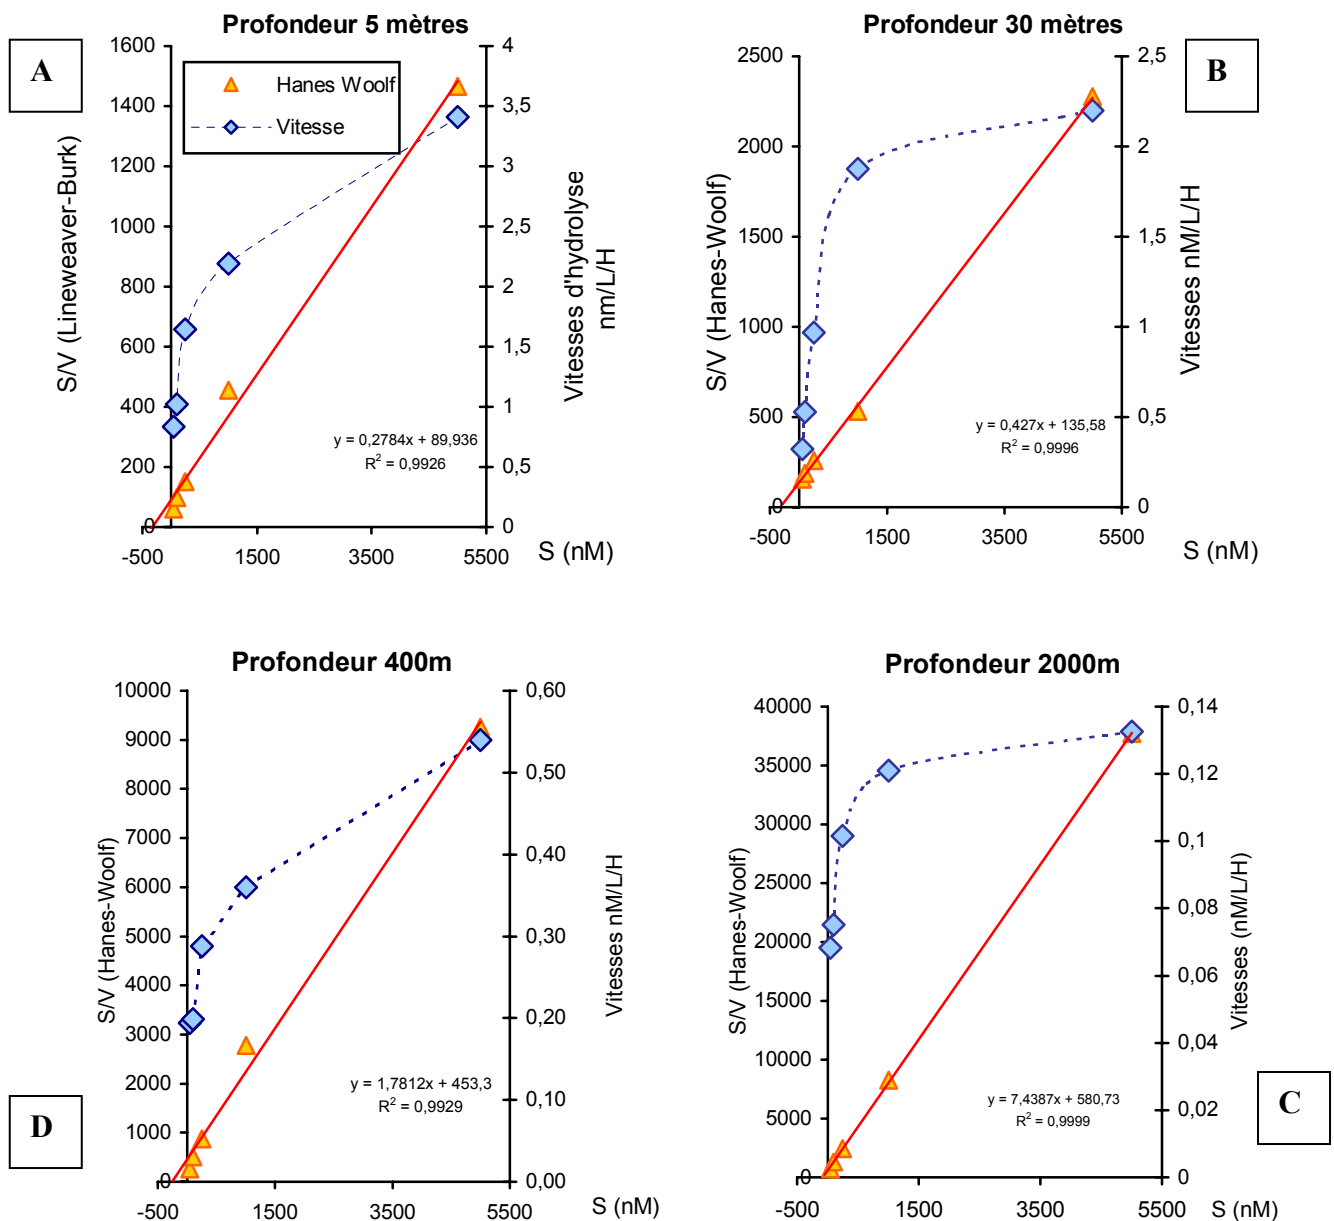 Profondeur 5 mètres
A
Hanes Woolf
Vitesse
S/V (Lineweaver-Burk)
1600
1400
1200
1000
800
600
400
200
0
4
3,5
3
2,5
2
1,5
1
0,5
0
Vitesses d'hydrolyse
nm/L/H
y = 0,2784x + 89,936
R² = 0,9926
-500
1500
3500
5500
S (nM)
Profondeur 30 mètres
B
S/V (Hanes-Woolf)
2500
2000
2500
1000
500
0
2,5
2
1,5
1
0,5
0
Vitesses nM/L/H
y = 0,427x + 135,58
R² = 0,9996
-500
1500
3500
5500
S (nM)
Profondeur 400m
D
S/V (Hanes-Woolf)
10000
9000
8000
7000
6000
5000
4000
3000
2000
1000
0
0,60
0,50
0,40
0,30
0,20
0,10
0,00
Vitesses nM/L/H
y = 1,7812x + 453,3
R² = 0,9929
-500
1500
3500
5500
S (nM)
Profondeur 2000m
C
S/V (Hanes-Woolf)
40000
35000
30000
25000
20000
15000
10000
5000
0
0,14
0,12
0,1
0,08
0,06
0,04
0,02
0
Vitesses (nM/L/H)
y = 7,4387x + 580,73
R² = 0,9999
-500
1500
3500
5500
S (nM)